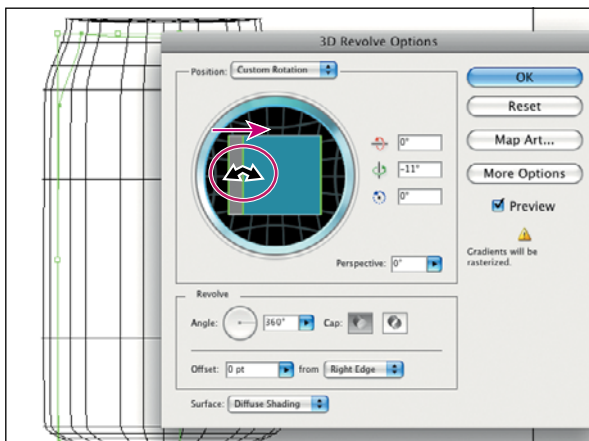 3D Revolve Options
Position: Custom Rotation
OK
Reset
Map Art...
More Options
Preview
Gradients will be
rasterized.
0°
-11°
0°
Perspective: 0°
Revolve
Angle: 360° Cap:
Offset: 0 pt from Right Edge
Surface: Diffuse Shading